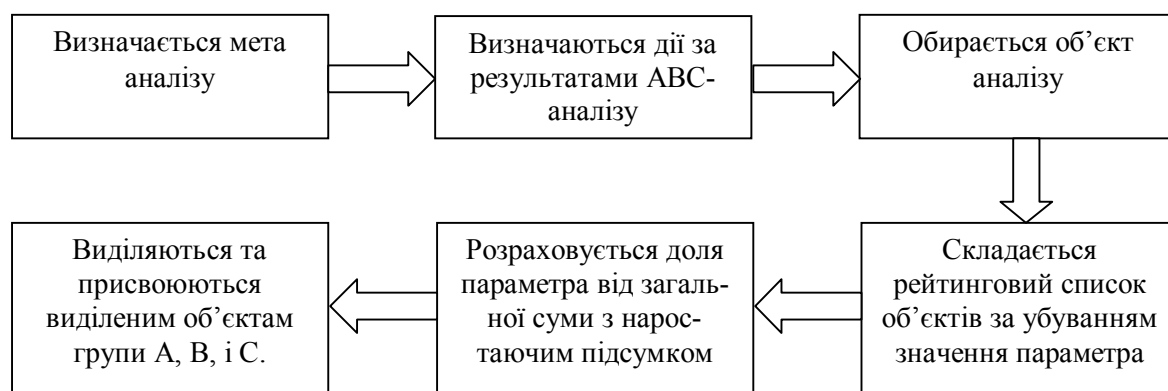 Визначається мета
аналізу
Визначаються дії за
результатами АВС-
аналізу
Обирається об’єкт
аналізу
Складається
рейтинговий список
об’єктів за убуванням
значення параметра
Розраховується доля
параметра від загаль-
ної суми з нарос-
таючим підсумком
Виділяються та
присвоюються
виділеним об’єктам
групи А, В, і С.